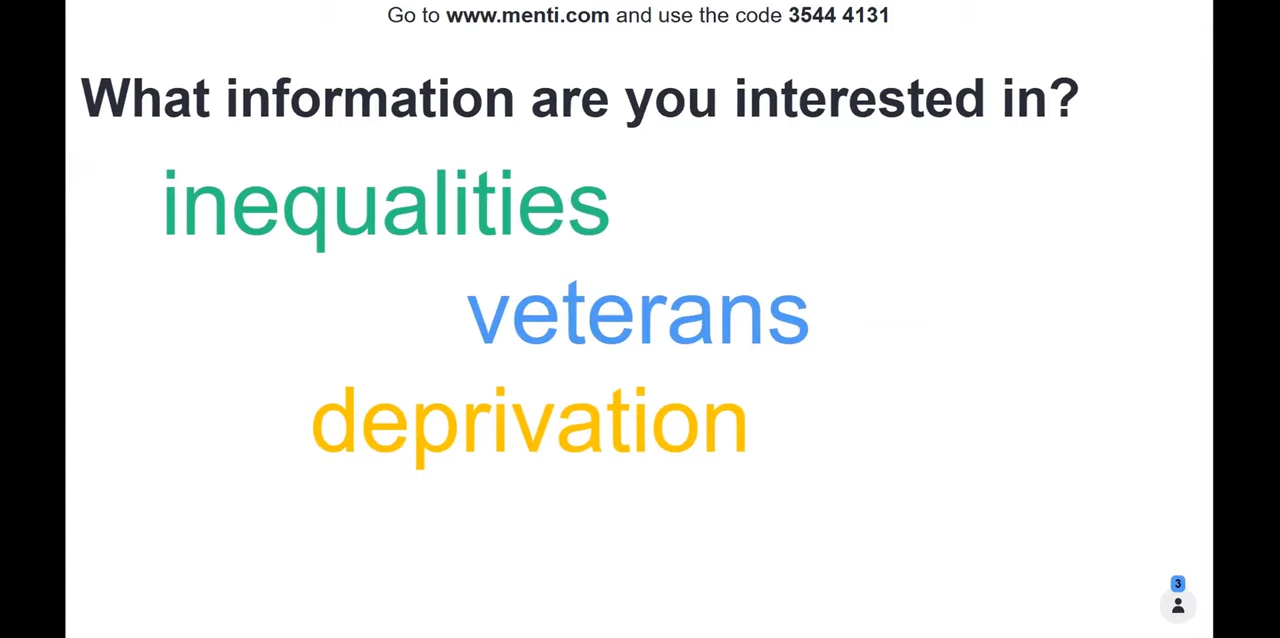 Go to www.menti.com and use the code 3544 4131
What information are you interested in?
inequalities
veterans
deprivation
3